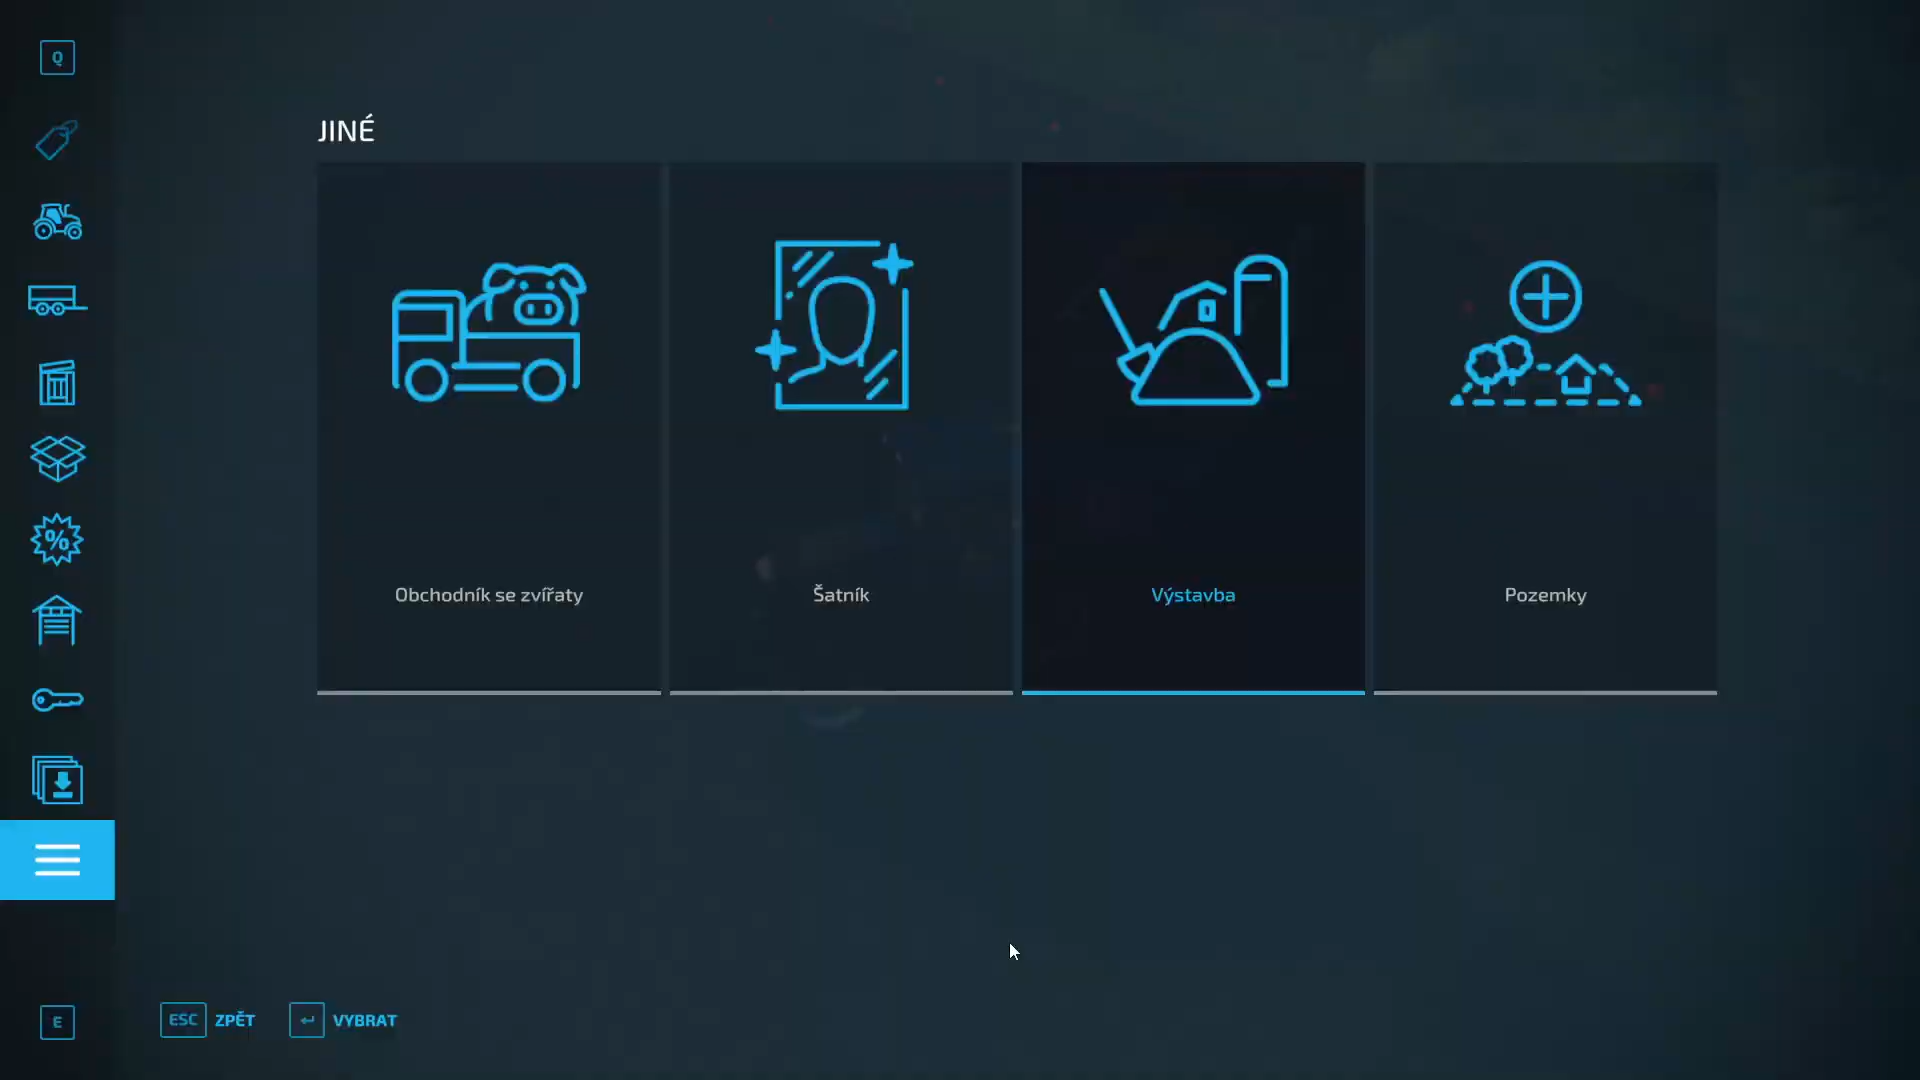 Q
JINÉ
Obchodník se zvířaty
Šatník
Výstavba
Pozemky
%
E
ESC ZPĚT
VYBRAT